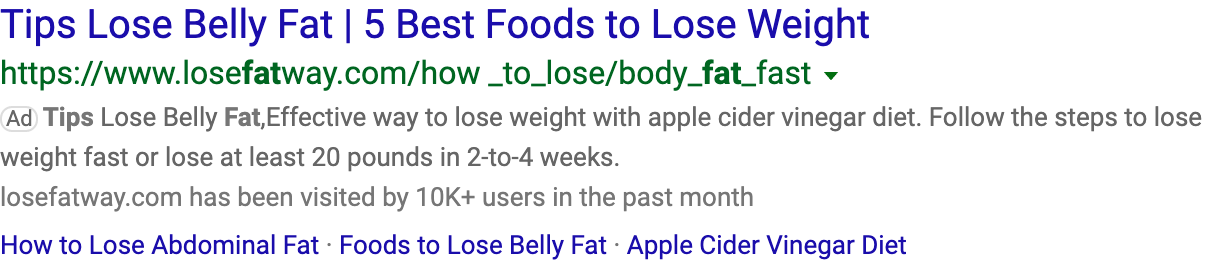 Tips Lose Belly Fat | 5 Best Foods to Lose Weight
https://www.losefatway.com/how _to_lose/body_fat_fast
Ad Tips Lose Belly Fat,Effective way to lose weight with apple cider vinegar diet. Follow the steps to lose
weight fast or lose at least 20 pounds in 2-to-4 weeks.
losefatway.com has been visited by 10K+ users in the past month
How to Lose Abdominal Fat · Foods to Lose Belly Fat · Apple Cider Vinegar Diet